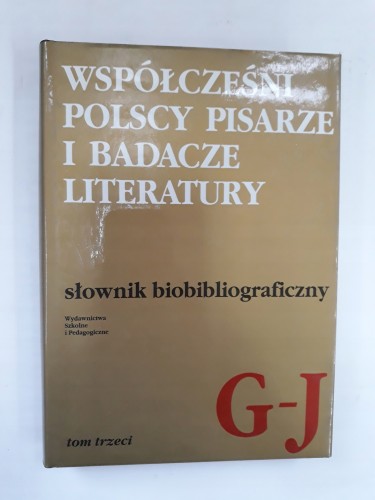 WSPÓŁCZEŚNI
POLSCY PISARZE
I BADACZE
LITERATURY
słownik biobibliograficzny
Wydawnictwa
Szkolne
i Pedagogiczne
G-J
tom trzeci